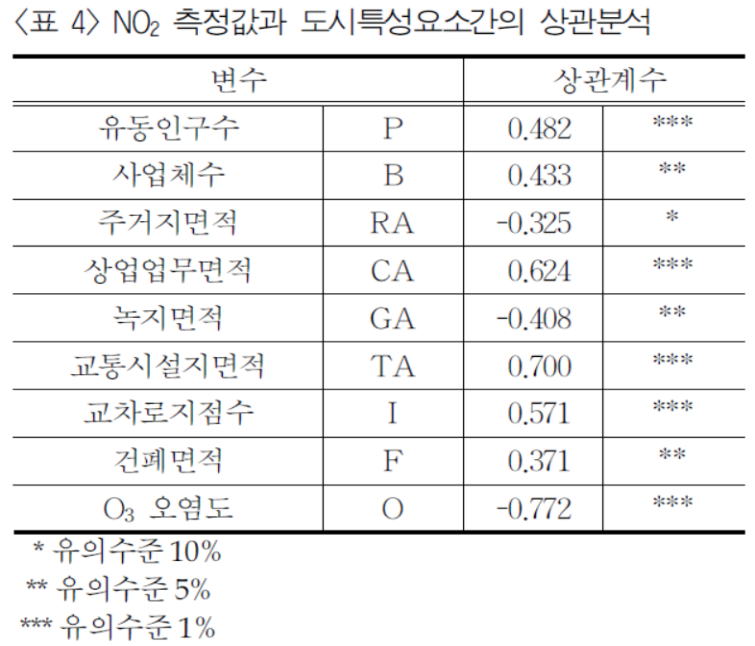 <표 4> NO₂ 측정값과 도시특성요소간의 상관분석
변수 상관계수
유동인구수 P 0.482 ***
사업체수 B 0.433 **
주거지면적 RA -0.325 *
상업업무면적 CA 0.624 ***
녹지면적 GA -0.408 **
교통시설지면적 TA 0.700 ***
교차로지점수 I 0.571 ***
건폐면적 F 0.371 **
O₃ 오염도 O -0.772 ***
* 유의수준 10%
** 유의수준 5%
*** 유의수준 1%